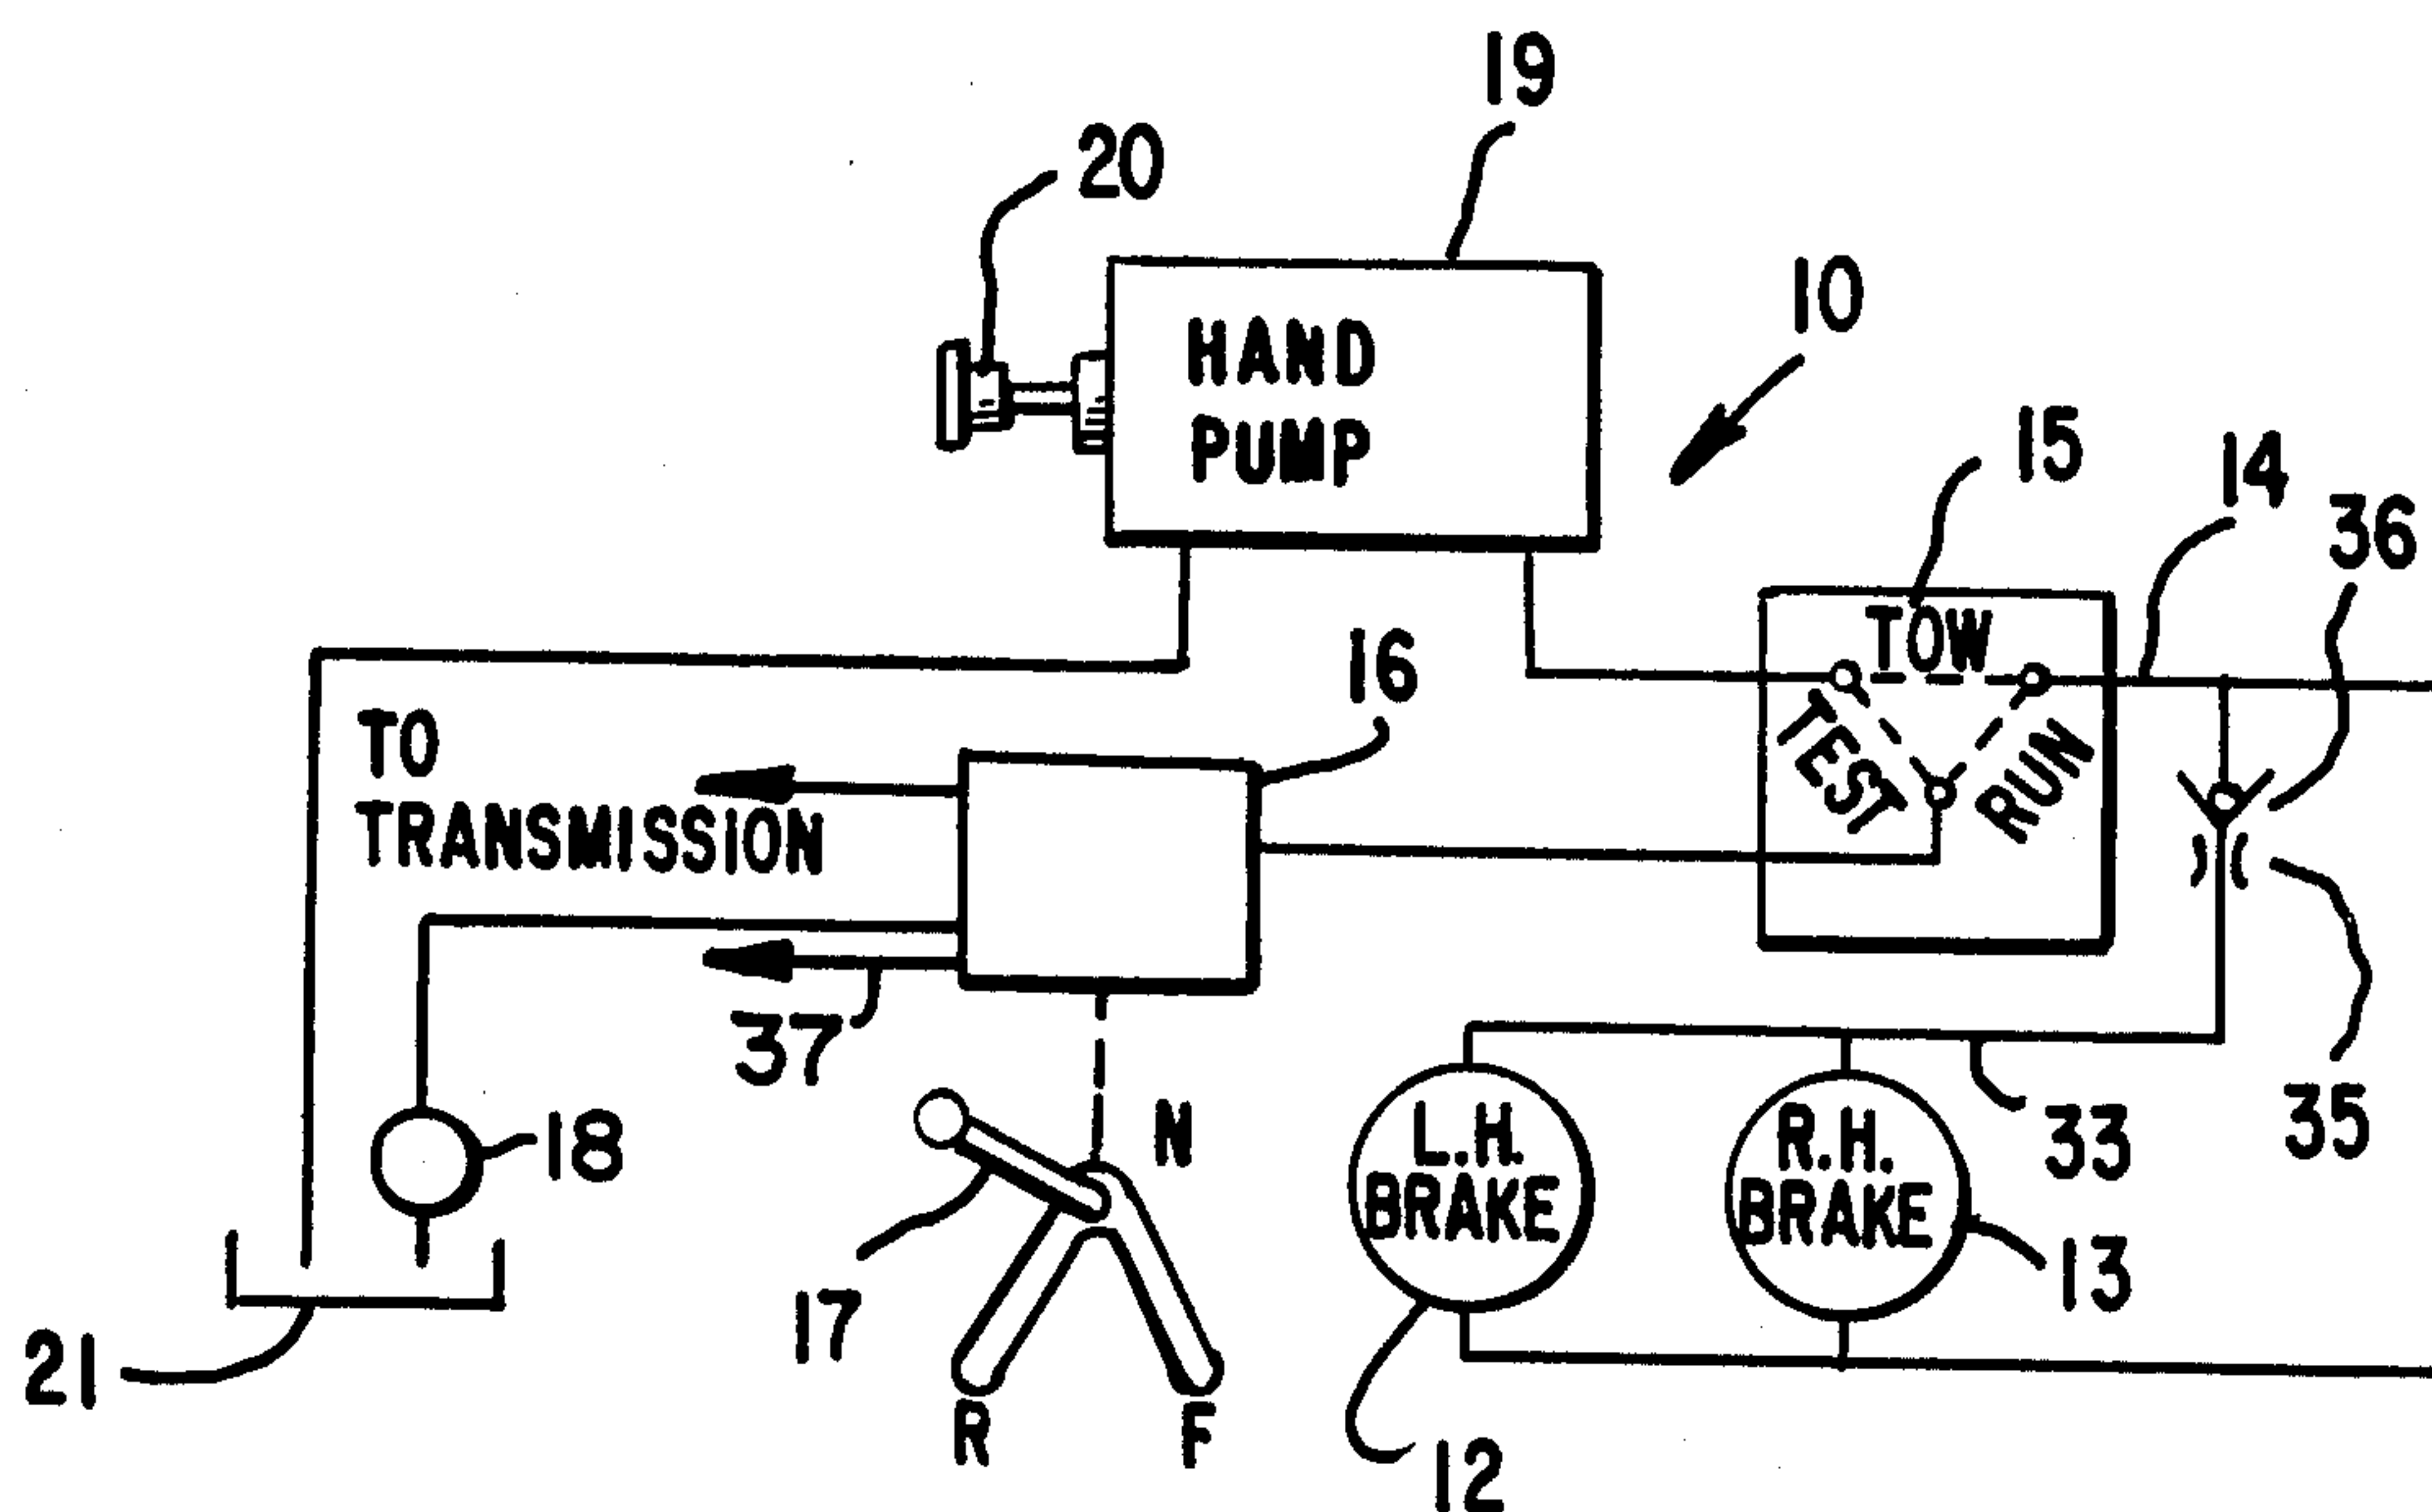 19
20
10
HAND
PUMP
15
14
36
TOW
TEST
RUN
16
TO
TRANSMISSION
37
18
N
L.H.
BRAKE
R.H.
BRAKE
33
35
13
17
21
R
F
12